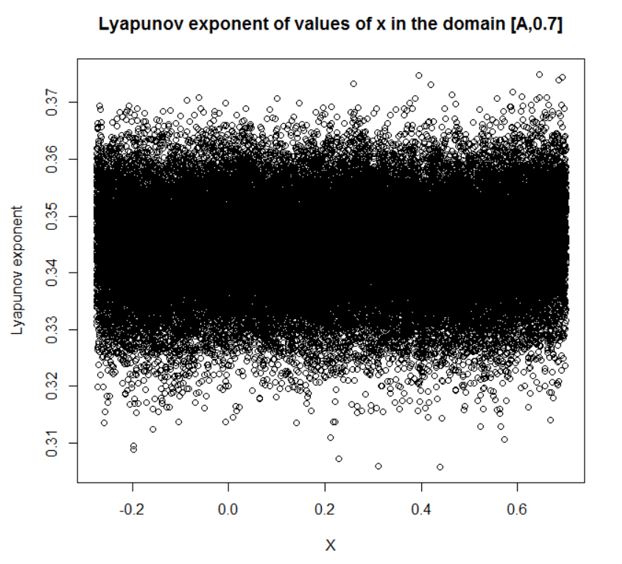 Lyapunov exponent of values of x in the domain [A,0.7]
Lyapunov exponent
0.37
0.36
0.35
0.34
0.33
0.32
0.31
-0.2 0.0 0.2 0.4 0.6
X